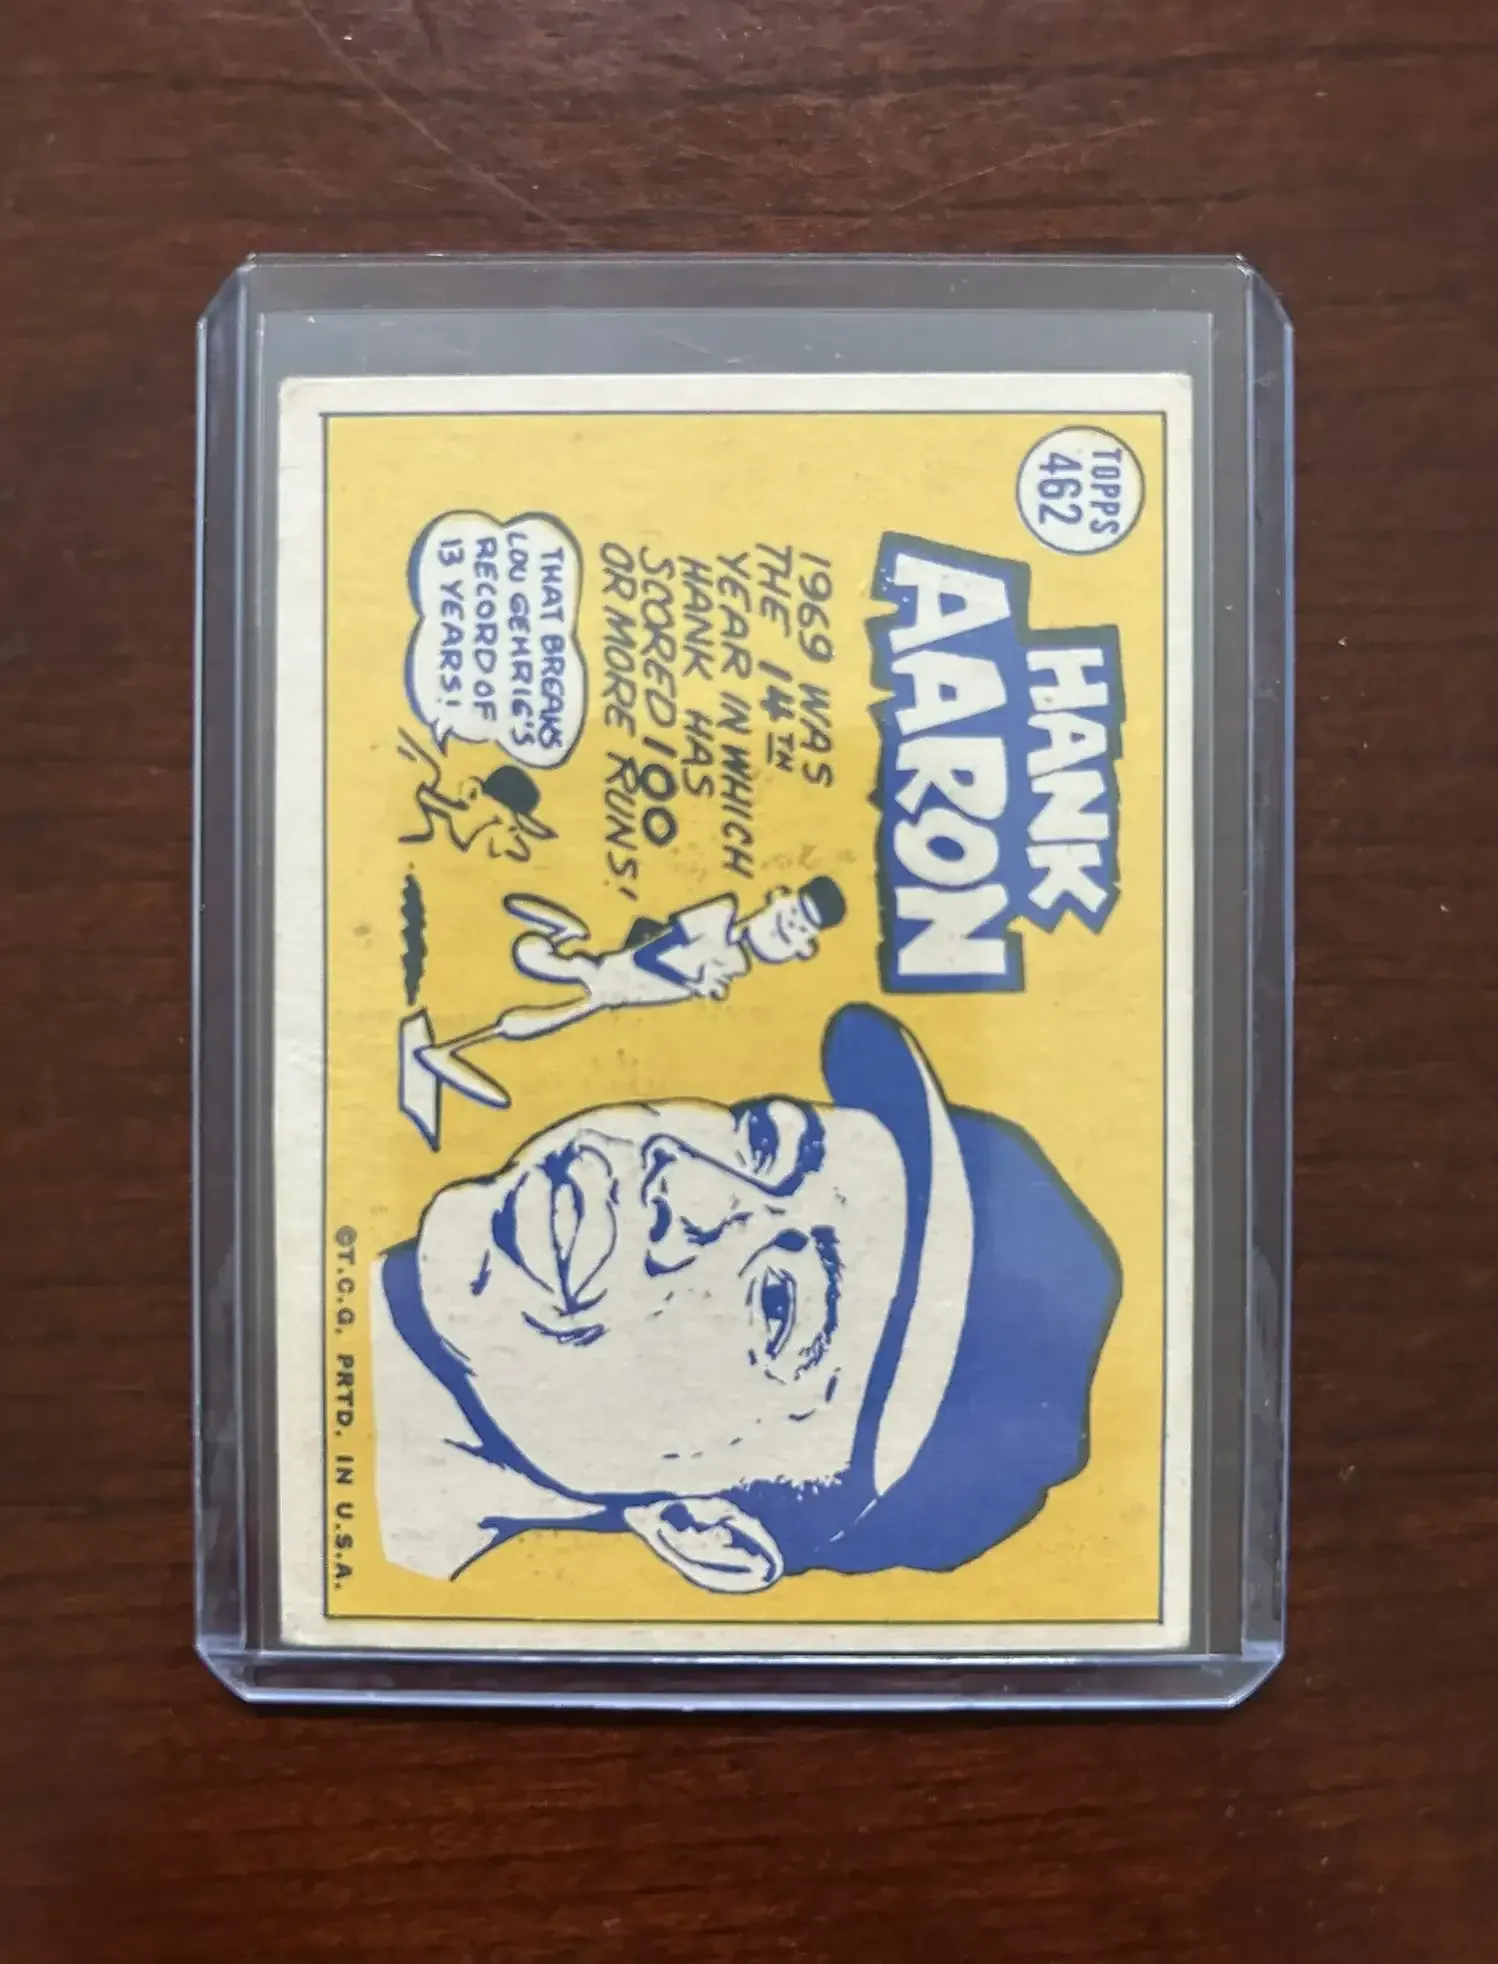 TOPPS
462
HANK
AARON
1969 WAS
THE 14TH
YEAR IN WHICH
HANK HAS
SCORED 100
OR MORE RUNS!
THAT BREAKS
LOU GEHRIG'S
RECORD OF
13 YEARS!
©T.C.G. PRTD. IN U.S.A.